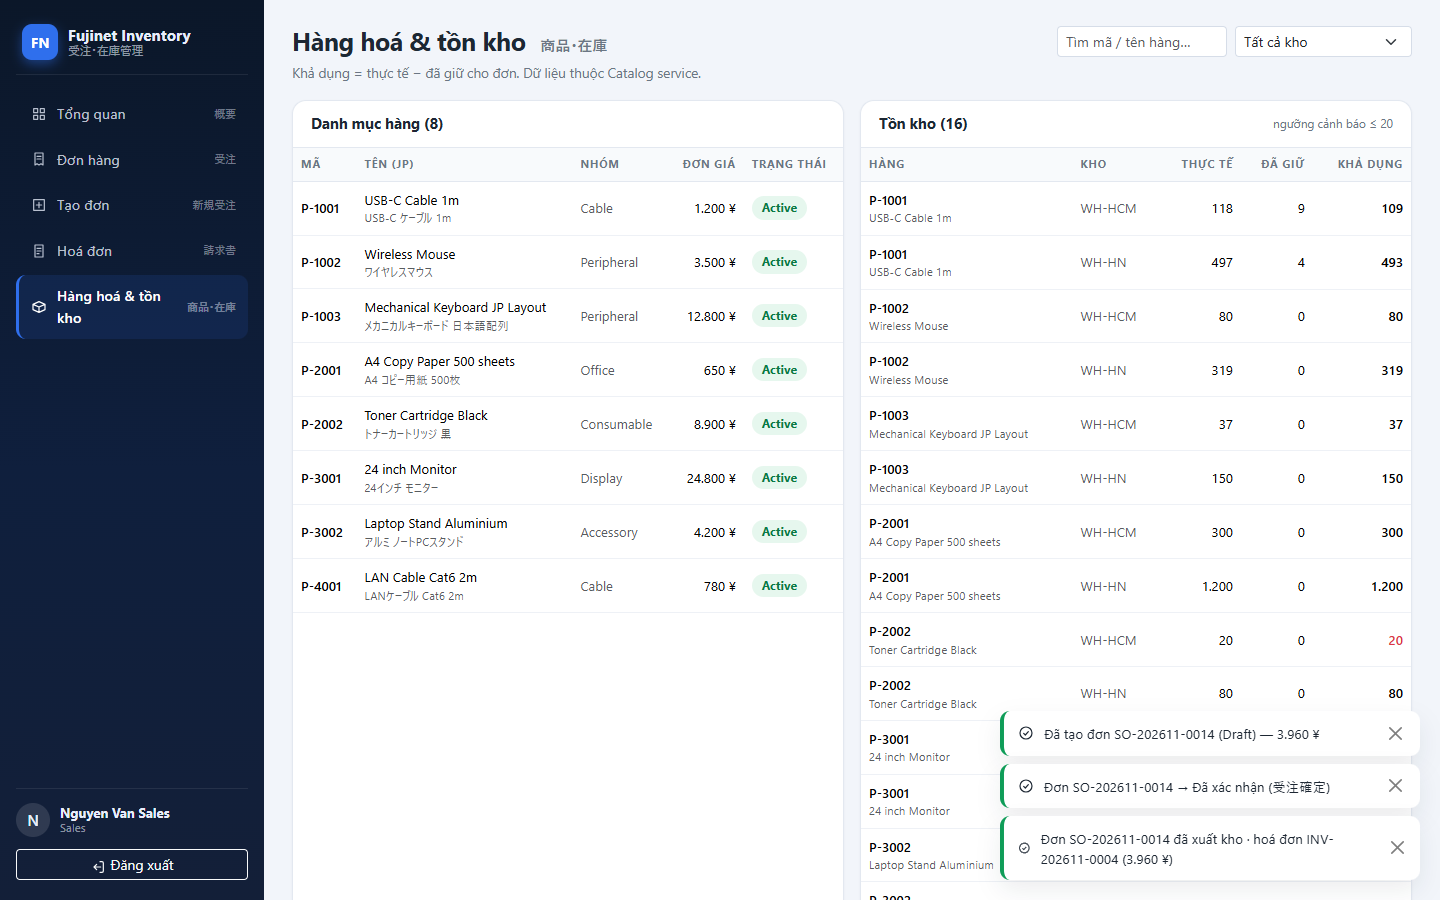 FN
Fujinet Inventory
受注・在庫管理
Tổng quan 概要
Đơn hàng 受注
Tạo đơn 新規受注
Hoá đơn 請求書
Hàng hoá & tồn kho 商品・在庫
N
Nguyen Van Sales
Sales
Đăng xuất
Hàng hoá & tồn kho 商品・在庫
Khả dụng = thực tế − đã giữ cho đơn. Dữ liệu thuộc Catalog service.
Tìm mã / tên hàng...
Tất cả kho
Danh mục hàng (8)
MÃ TÊN (JP) NHÓM ĐƠN GIÁ TRẠNG THÁI
P-1001 USB-C Cable 1m Cable 1.200 ¥ Active
USB-C ケーブル 1m
P-1002 Wireless Mouse Peripheral 3.500 ¥ Active
ワイヤレスマウス
P-1003 Mechanical Keyboard JP Layout Peripheral 12.800 ¥ Active
メカニカルキーボード 日本語配列
P-2001 A4 Copy Paper 500 sheets Office 650 ¥ Active
A4 コピー用紙 500枚
P-2002 Toner Cartridge Black Consumable 8.900 ¥ Active
トナーカートリッジ 黒
P-3001 24 inch Monitor Display 24.800 ¥ Active
24インチ モニター
P-3002 Laptop Stand Aluminium Accessory 4.200 ¥ Active
アルミ ノートPCスタンド
P-4001 LAN Cable Cat6 2m Cable 780 ¥ Active
LANケーブル Cat6 2m
Tồn kho (16)
ngưỡng cảnh báo ≤ 20
HÀNG KHO THỰC TẾ ĐÃ GIỮ KHẢ DỤNG
P-1001 WH-HCM 118 9 109
USB-C Cable 1m
P-1001 WH-HN 497 4 493
USB-C Cable 1m
P-1002 WH-HCM 80 0 80
Wireless Mouse
P-1002 WH-HN 319 0 319
Wireless Mouse
P-1003 WH-HCM 37 0 37
Mechanical Keyboard JP Layout
P-1003 WH-HN 150 0 150
Mechanical Keyboard JP Layout
P-2001 WH-HCM 300 0 300
A4 Copy Paper 500 sheets
P-2001 WH-HN 1.200 0 1.200
A4 Copy Paper 500 sheets
P-2002 WH-HCM 20 0 20
Toner Cartridge Black
P-2002 WH-HN 80 0 80
Toner Cartridge Black
P-3001
24 inch Monitor
P-3001
24 inch Monitor
P-3002
Laptop Stand Aluminium
P-3002
Đã tạo đơn SO-202611-0014 (Draft) — 3.960 ¥
Đơn SO-202611-0014 → Đã xác nhận (受注確定)
Đơn SO-202611-0014 đã xuất kho · hoá đơn INV-
202611-0004 (3.960 ¥)